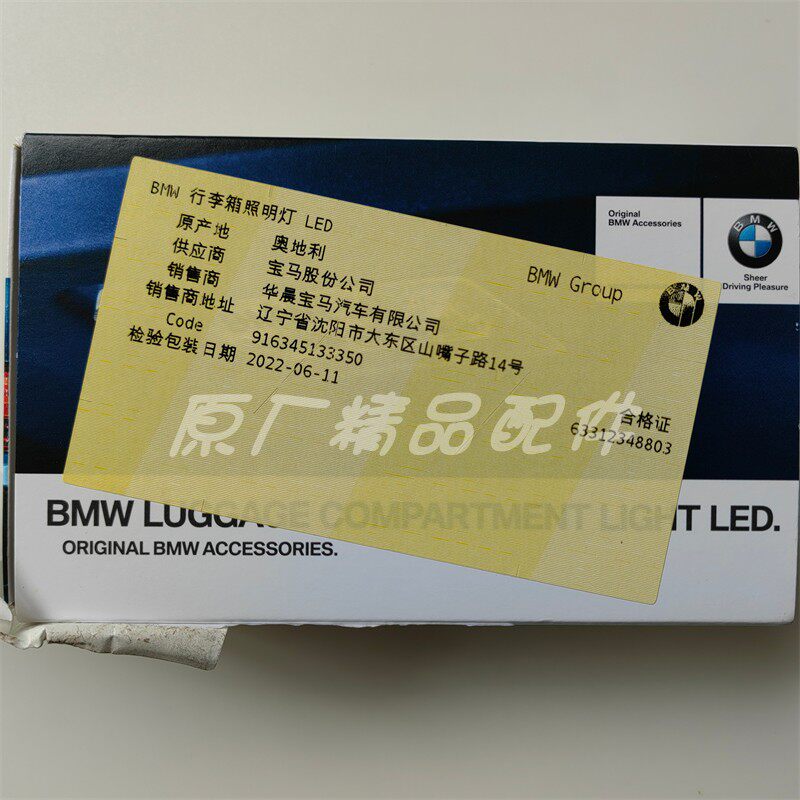 Original
BMW Accessories
BMW
Sheer
Driving Pleasure
BMW 行李箱照明灯 LED
原产地 奥地利
供应商 宝马股份公司
销售商 华晨宝马汽车有限公司
销售商地址 辽宁省沈阳市大东区山嘴子路14号
Code 916345133350
检验包装日期 2022-06-11
BMW Group
BMW
合格证
63312348803
原厂精品配件
BMW LUGGAGE COMPARTMENT LIGHT LED.
ORIGINAL BMW ACCESSORIES.